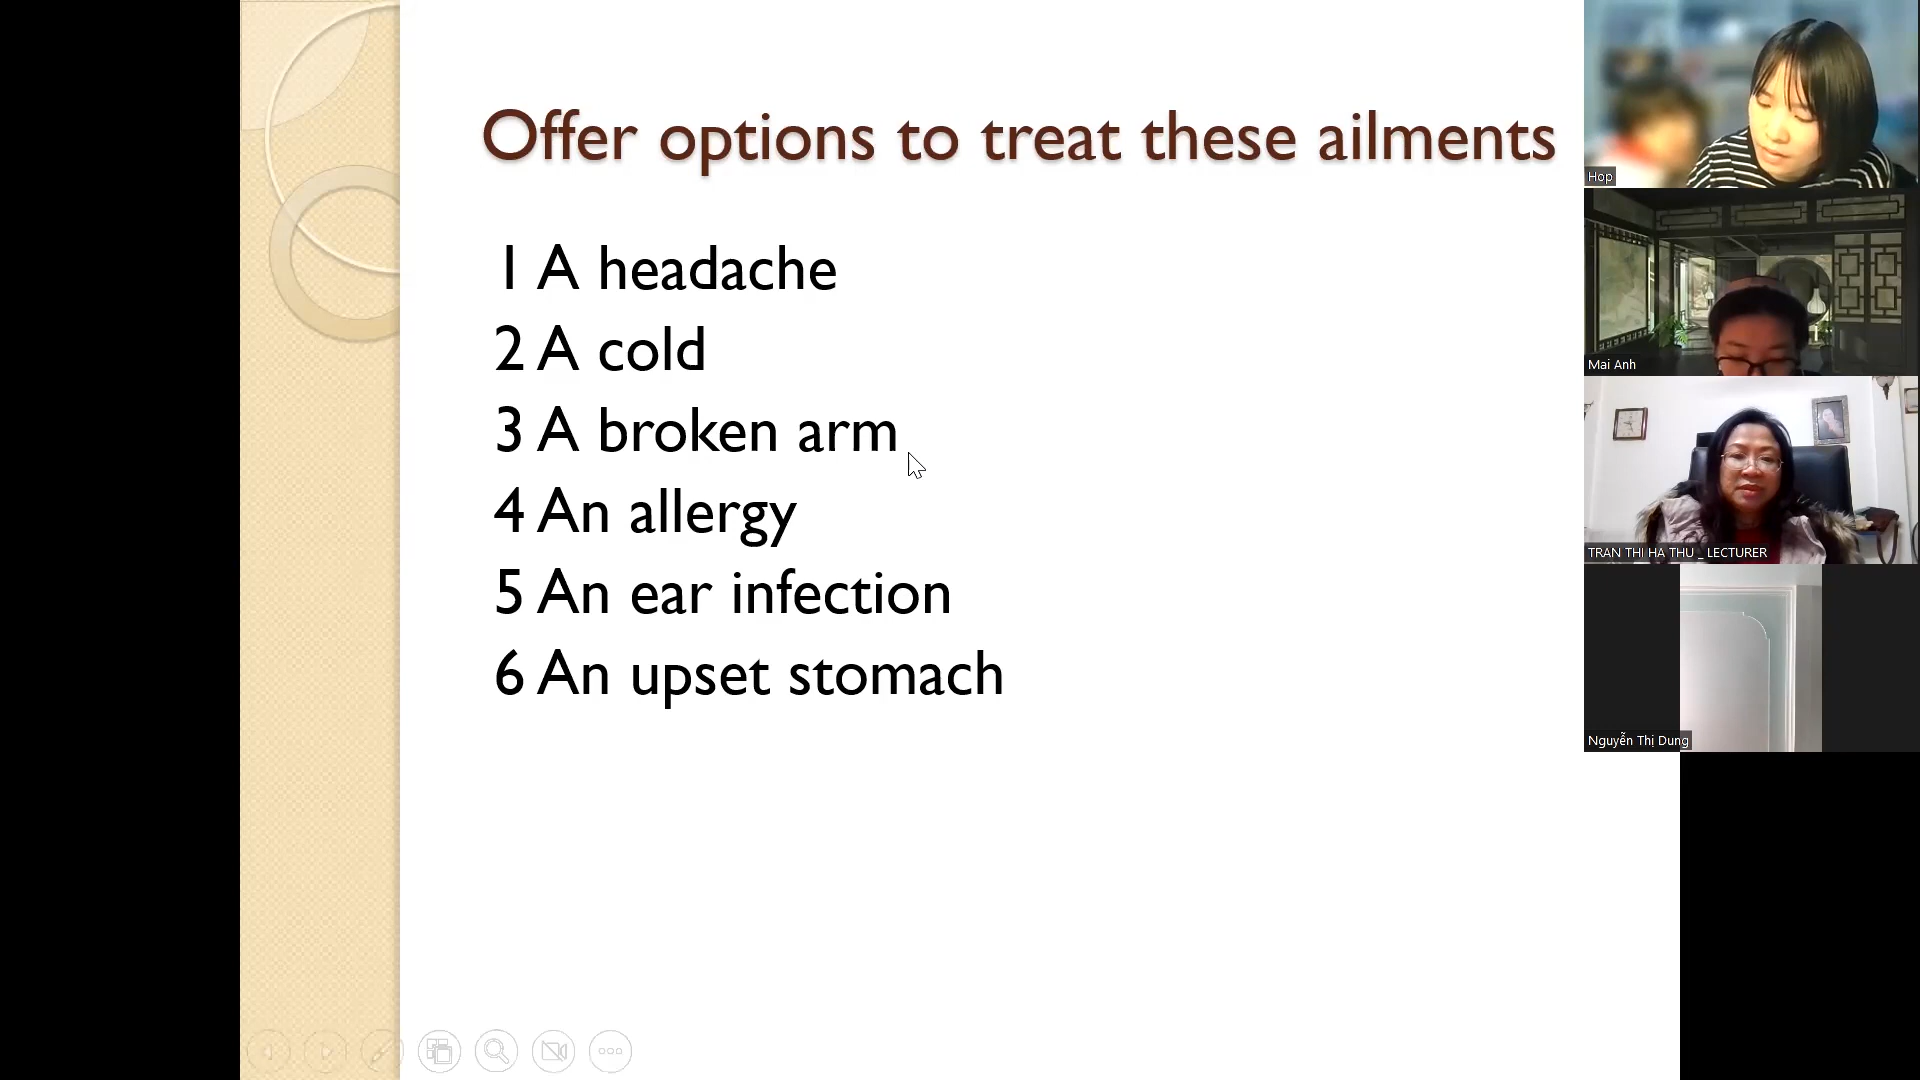 Offer options to treat these ailments
1 A headache
2 A cold
3 A broken arm
4 An allergy
5 An ear infection
6 An upset stomach
Hop
Mai Anh
TRAN THI HA THU _ LECTURER
Nguyễn Thị Dung